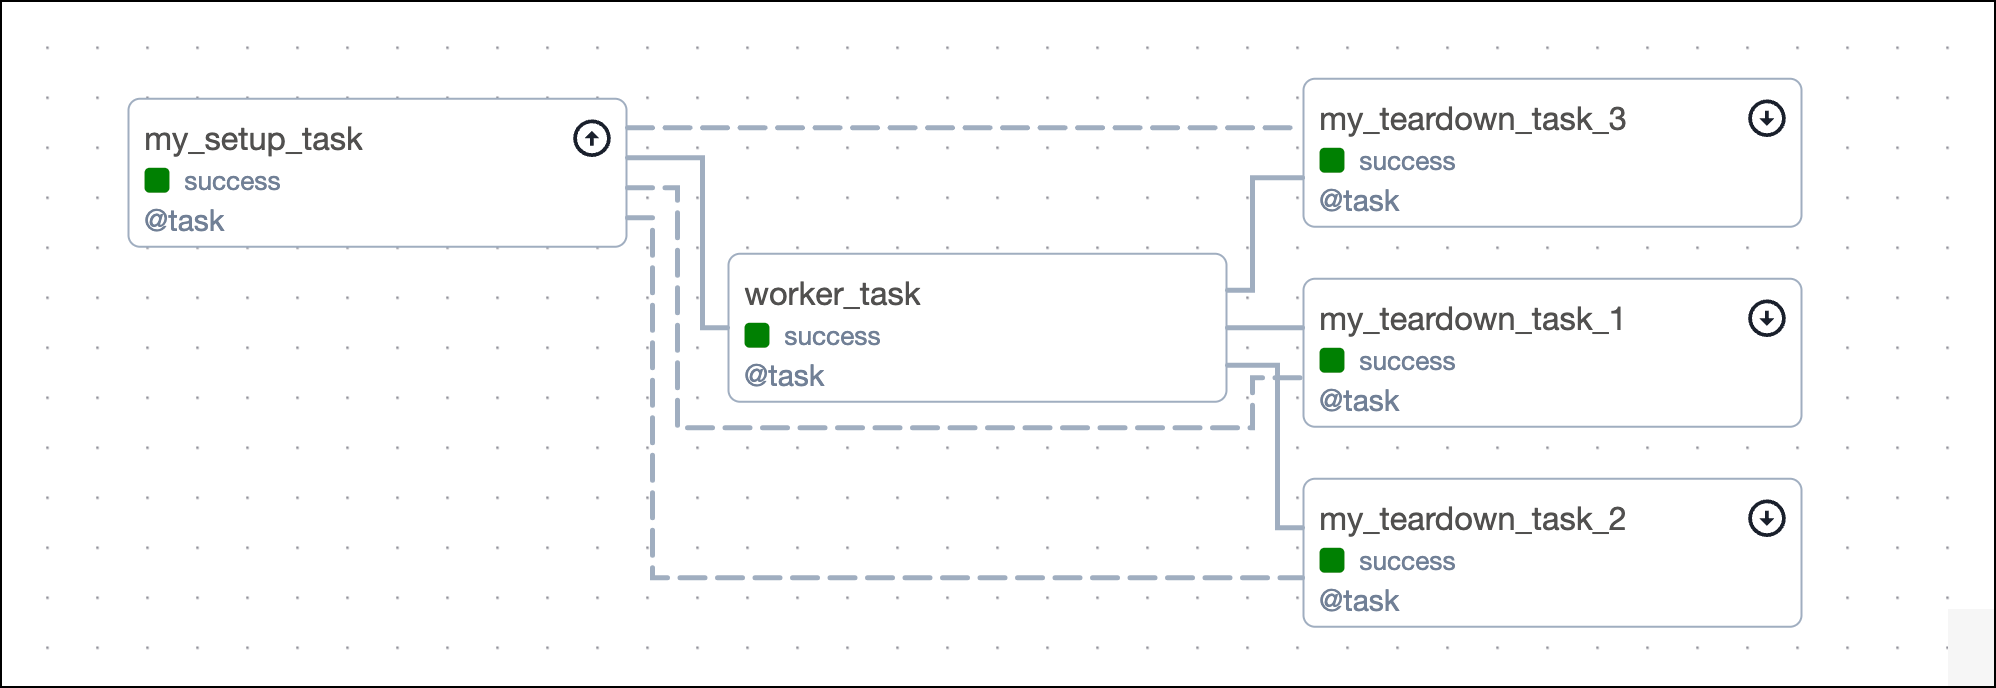 my_setup_task
success
@task
worker_task
success
@task
my_teardown_task_3
success
@task
my_teardown_task_1
success
@task
my_teardown_task_2
success
@task